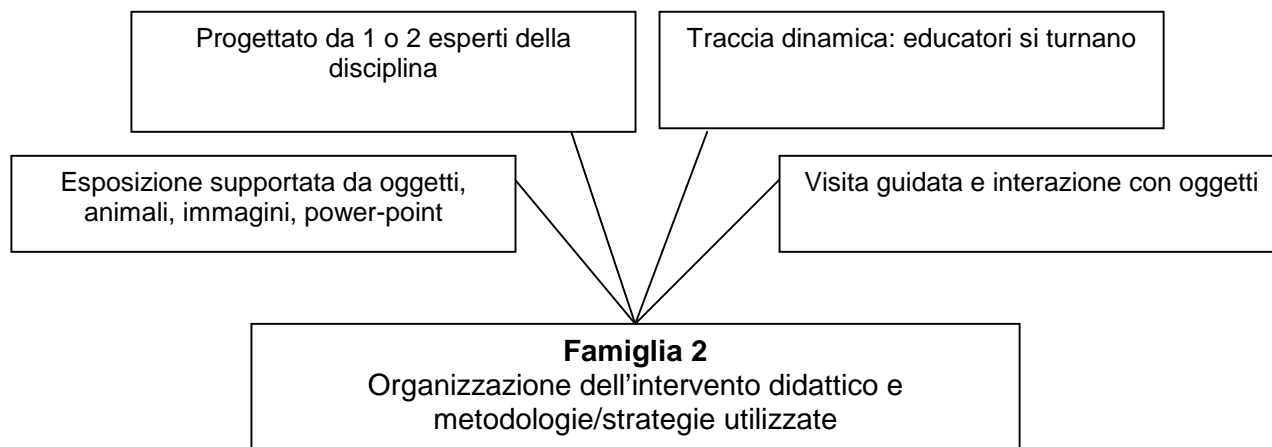 Progettato da 1 o 2 esperti della
disciplina
Traccia dinamica: educatori si turnano
Esposizione supportata da oggetti,
animali, immagini, power-point
Visita guidata e interazione con oggetti
Famiglia 2
Organizzazione dell’intervento didattico e
metodologie/strategie utilizzate